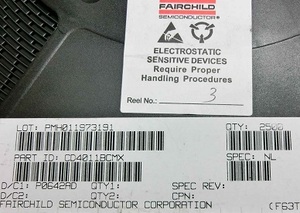 FAIRCHILD
SEMICONDUCTOR
ELECTROSTATIC
SENSITIVE DEVICES
Require Proper
Handling Procedures
Reel No.: 3
LOT: PMH011973191 QTY: 2500
PART ID: CD4011BCMX SPEC: NL
D/C1: P0642AD QTY1: SPEC REV:
D/C2: QTY2: CPN:
FAIRCHILD SEMICONDUCTOR CORPORATION (F63T